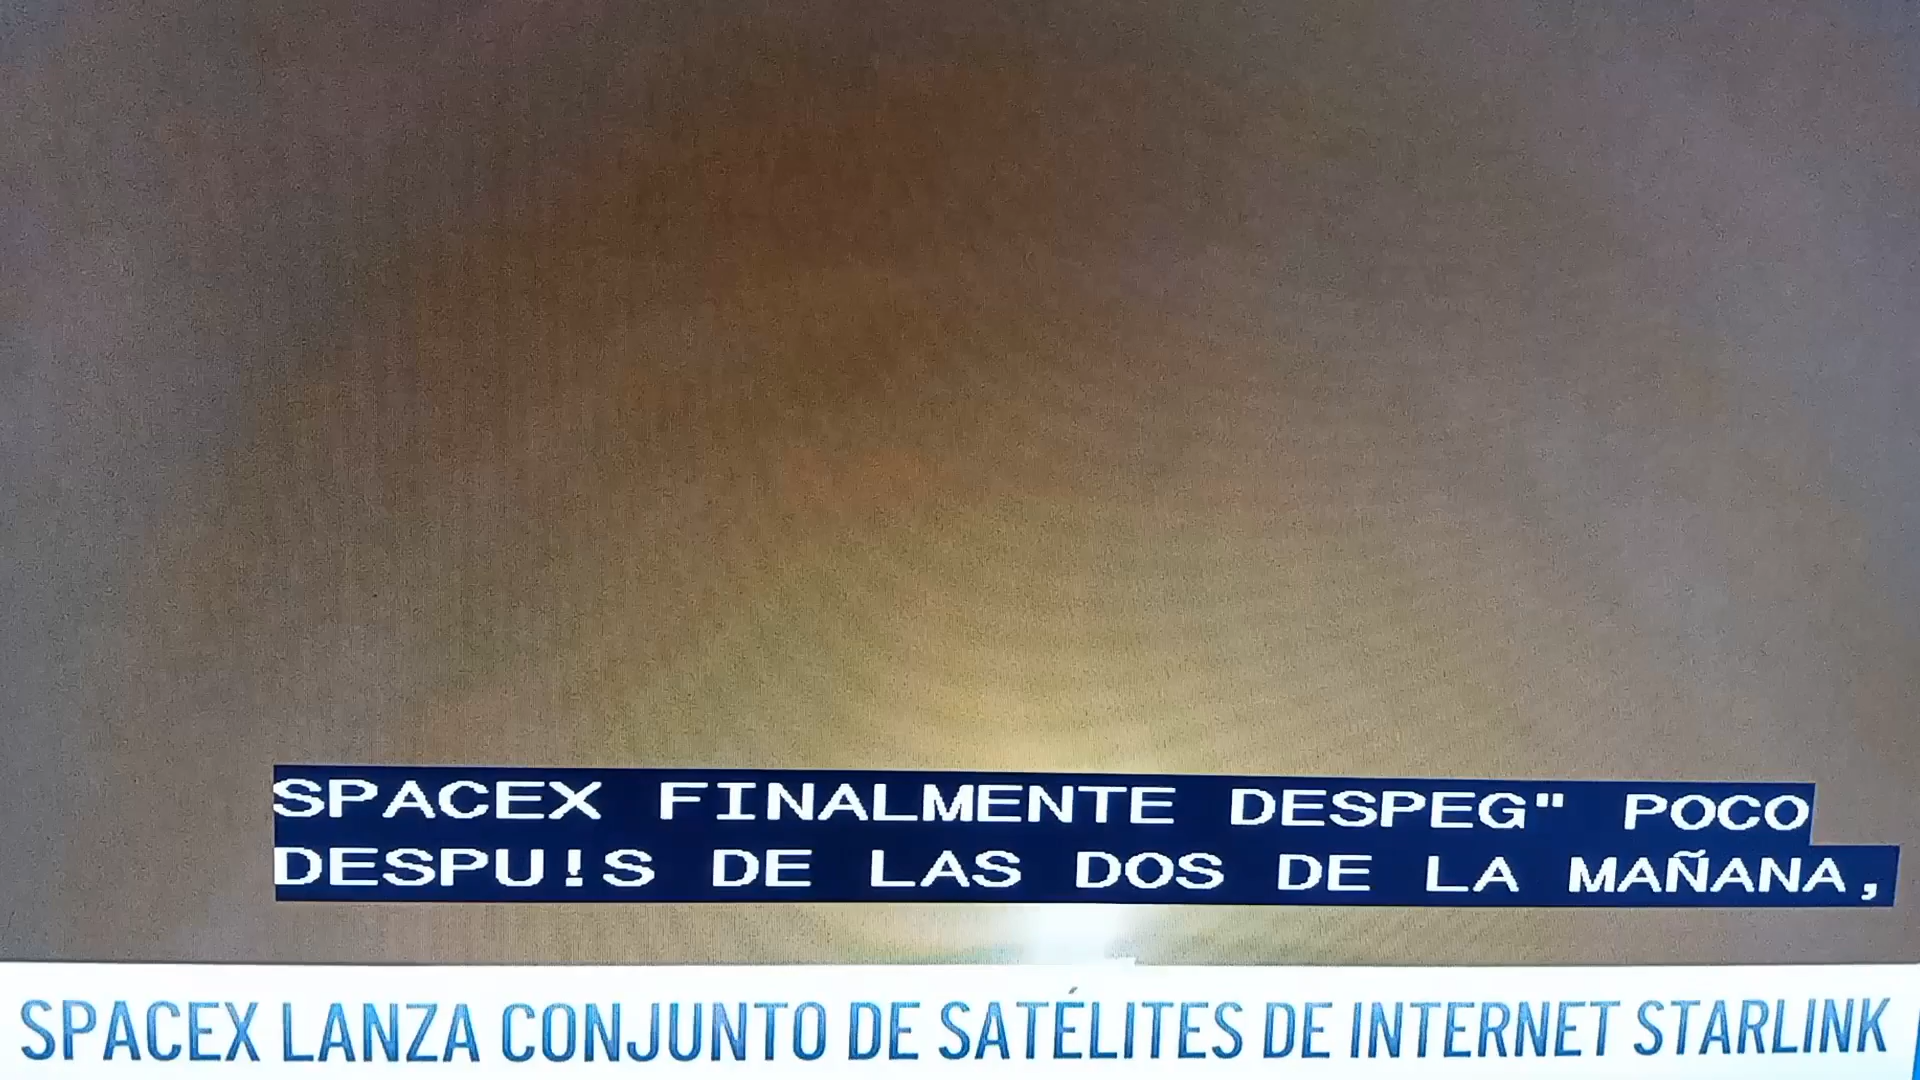 SPACEX FINALMENTE DESPEG" POCO
DESPU!S DE LAS DOS DE LA MAÑANA,
SPACEX LANZA CONJUNTO DE SATÉLITES DE INTERNET STARLINK